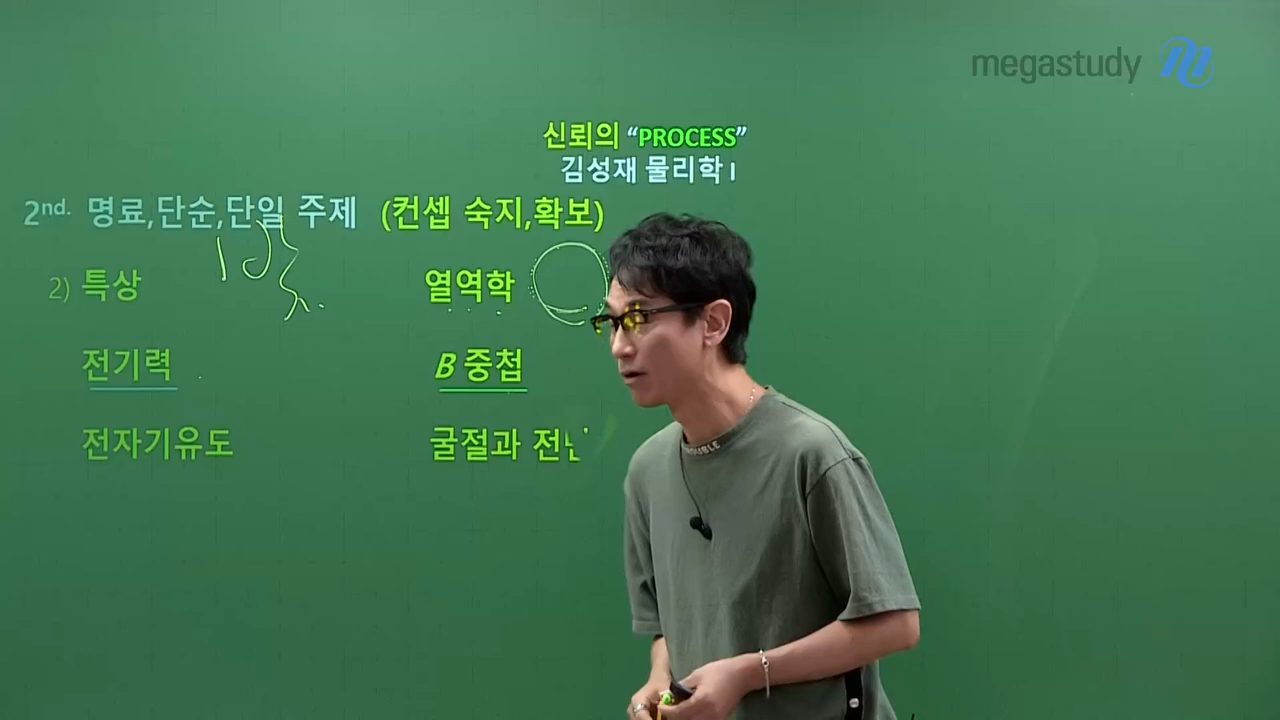 megastudy
신뢰의 “PROCESS”
김성재 물리학 I
2nd. 명료,단순,단일 주제 (컨셉 숙지,확보)
2) 특상 열역학
전기력 B 중첩
전자기유도 굴절과